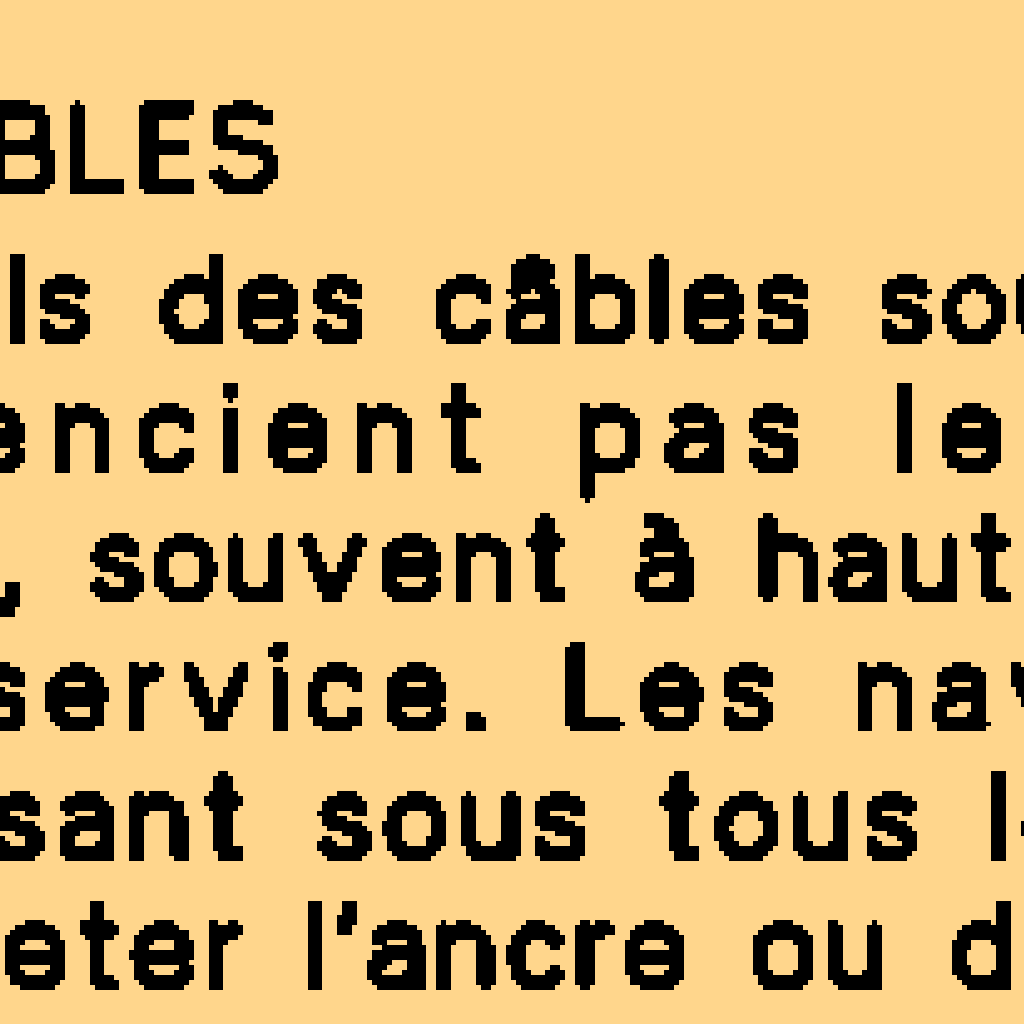 BLES
ls des câbles sou
encient pas le
, souvent à haut
service. Les nav
sant sous tous l
eter l'ancre ou d